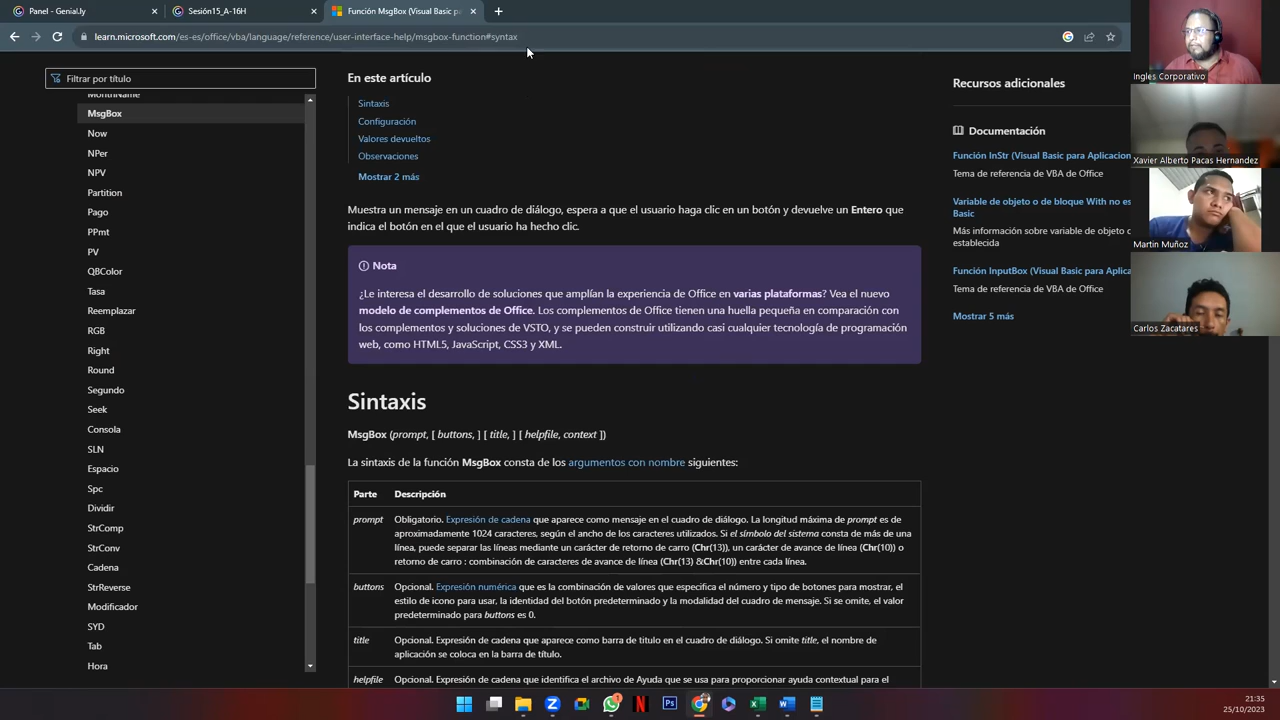 Panel - Genial.ly
Sesión15_A-16H
Función MsgBox (Visual Basic pa
learn.microsoft.com/es-es/office/vba/language/reference/user-interface-help/msgbox-function#syntax
Filtrar por título
MonthName
MsgBox
Now
NPer
NPV
Partition
Pago
PPmt
PV
QBColor
Tasa
Reemplazar
RGB
Right
Round
Segundo
Seek
Consola
SLN
Espacio
Spc
Dividir
StrComp
StrConv
Cadena
StrReverse
Modificador
SYD
Tab
Hora
En este artículo
Sintaxis
Configuración
Valores devueltos
Observaciones
Mostrar 2 más
Muestra un mensaje en un cuadro de diálogo, espera a que el usuario haga clic en un botón y devuelve un Entero que
indica el botón en el que el usuario ha hecho clic.
Nota
¿Le interesa el desarrollo de soluciones que amplían la experiencia de Office en varias plataformas? Vea el nuevo
modelo de complementos de Office. Los complementos de Office tienen una huella pequeña en comparación con
los complementos y soluciones de VSTO, y se pueden construir utilizando casi cualquier tecnología de programación
web, como HTML5, JavaScript, CSS3 y XML.
Sintaxis
MsgBox (prompt, [ buttons, ] [ title, ] [ helpfile, context ])
La sintaxis de la función MsgBox consta de los argumentos con nombre siguientes:
Parte Descripción
prompt Obligatorio. Expresión de cadena que aparece como mensaje en el cuadro de diálogo. La longitud máxima de prompt es de
aproximadamente 1024 caracteres, según el ancho de los caracteres utilizados. Si el símbolo del sistema consta de más de una
línea, puede separar las líneas mediante un carácter de retorno de carro (Chr(13)), un carácter de avance de línea (Chr(10)) o
retorno de carro : combinación de caracteres de avance de línea (Chr(13) &Chr(10)) entre cada línea.
buttons Opcional. Expresión numérica que es la combinación de valores que especifica el número y tipo de botones para mostrar, el
estilo de icono para usar, la identidad del botón predeterminado y la modalidad del cuadro de mensaje. Si se omite, el valor
predeterminado para buttons es 0.
title Opcional. Expresión de cadena que aparece como barra de título en el cuadro de diálogo. Si omite title, el nombre de
aplicación se coloca en la barra de título.
helpfile Opcional. Expresión de cadena que identifica el archivo de Ayuda que se usa para proporcionar ayuda contextual para el
Recursos adicionales
Documentación
Función InStr (Visual Basic para Aplicacion
Tema de referencia de VBA de Office
Variable de objeto o de bloque With no es
Basic
Más información sobre variable de objeto o
establecida
Función InputBox (Visual Basic para Aplica
Tema de referencia de VBA de Office
Mostrar 5 más
Ingles Corporativo
Xavier Alberto Pacas Hernandez
Martin Muñoz
Carlos Zacatares
21:35
25/10/2023